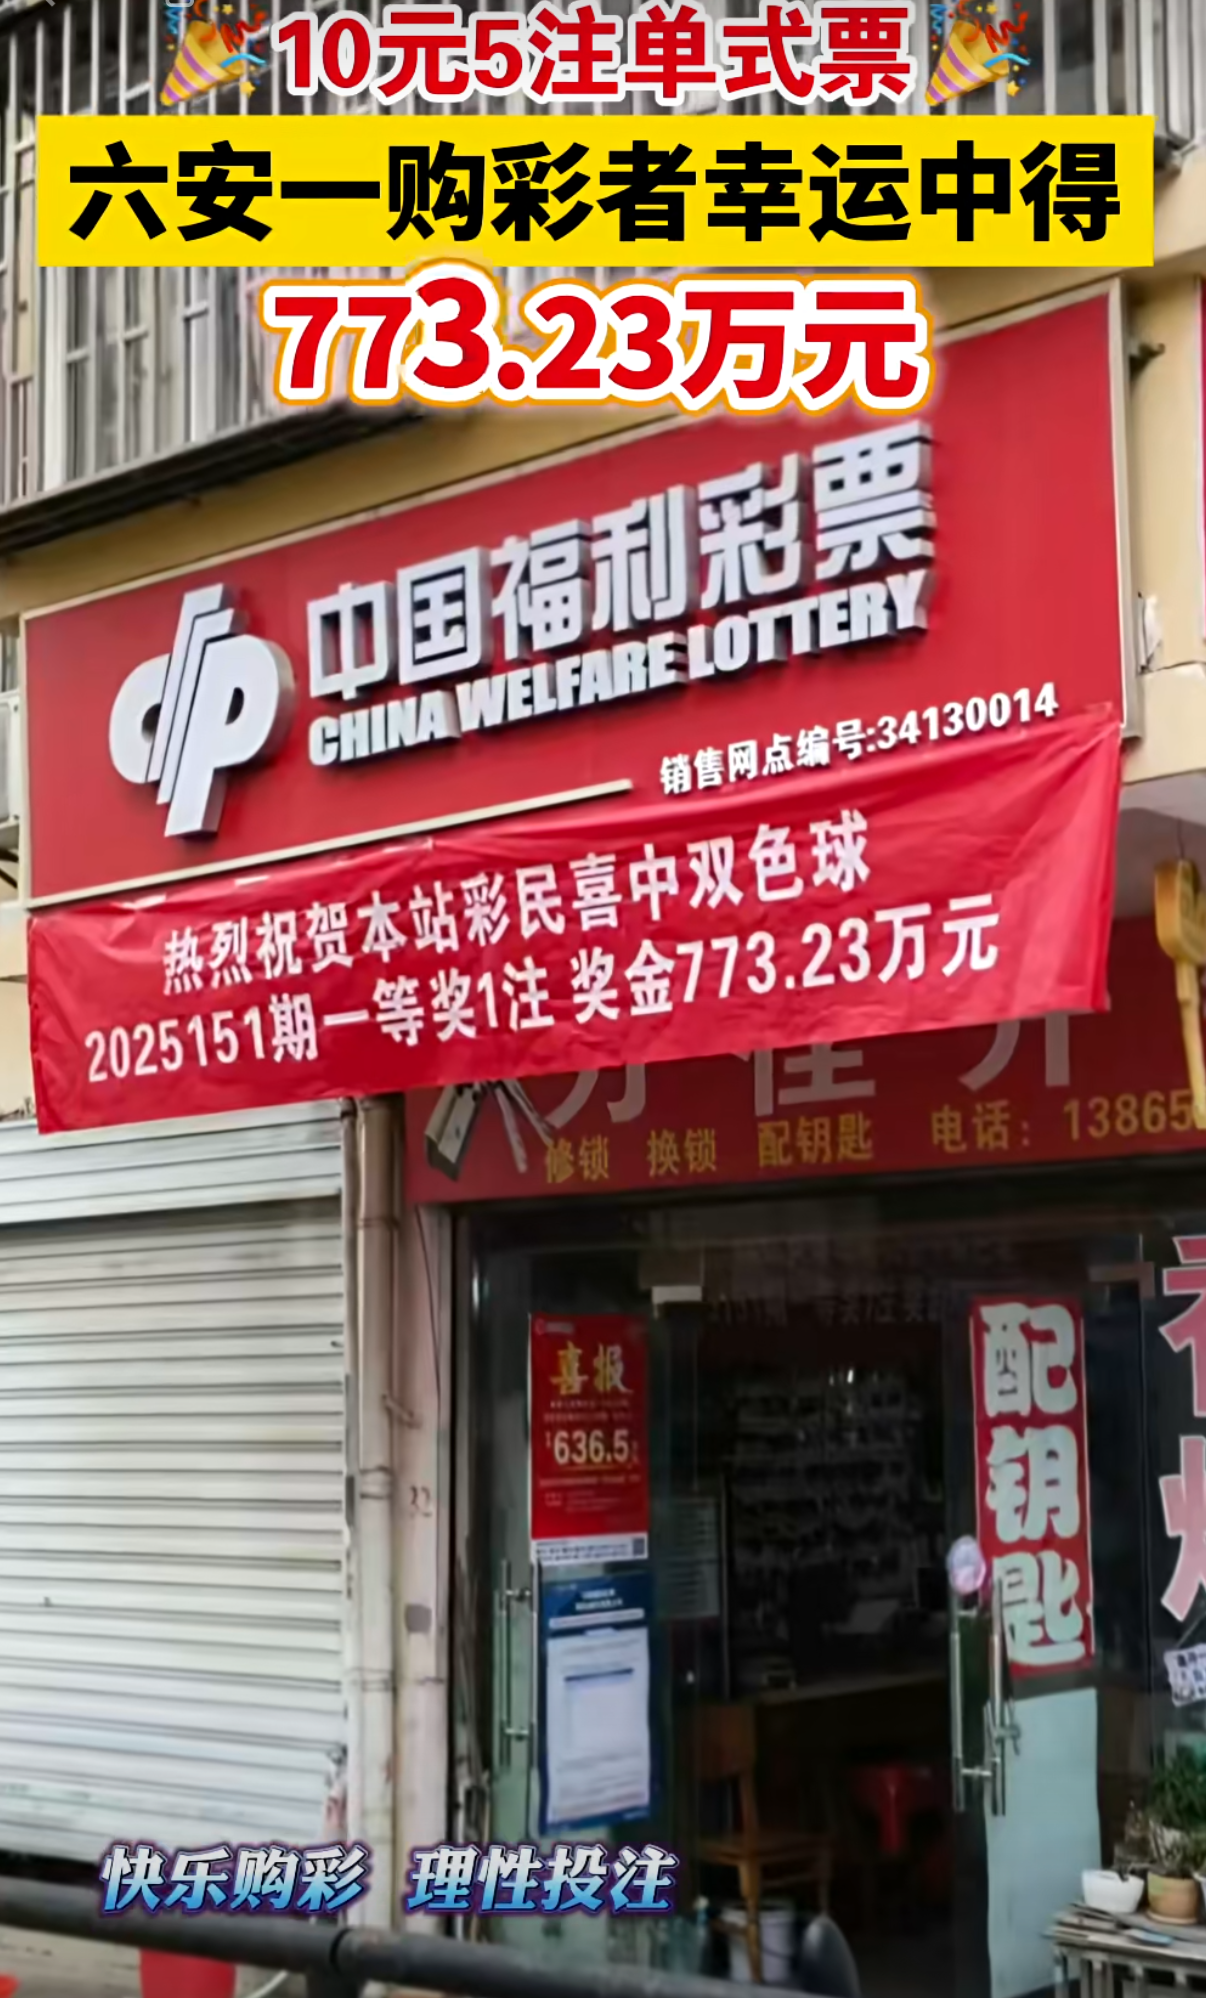 10元5注单式票
六安一购彩者幸运中得
773.23万元
中国福利彩票
CHINA WELFARE LOTTERY
销售网点编号:34130014
热烈祝贺本站彩民喜中双色球
2025151期一等奖1注 奖金773.23万元
修锁 换锁 配钥匙 电话：13865
喜报
636.5
配钥匙
快乐购彩 理性投注